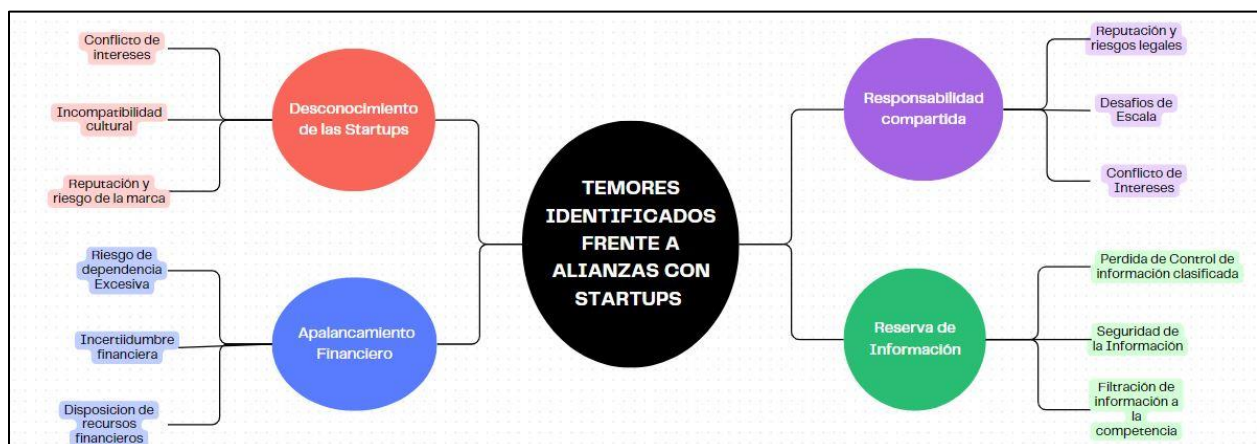 Conflicto de
intereses
Incompatibilidad
cultural
Reputación y
riesgo de la marca
Desconocimiento
de las Startups
Riesgo de
dependencia
Excesiva
Incertiidumbre
financiera
Disposicion de
recursos
financieros
Apalancamiento
Financiero
TEMORES
IDENTIFICADOS
FRENTE A
ALIANZAS CON
STARTUPS
Responsabilidad
compartida
Reputación y
riesgos legales
Desafios de
Escala
Conflicto de
Intereses
Reserva de
Información
Perdida de Control de
información clasificada
Seguridad de
la Información
Filtración de
información a
la
competencia